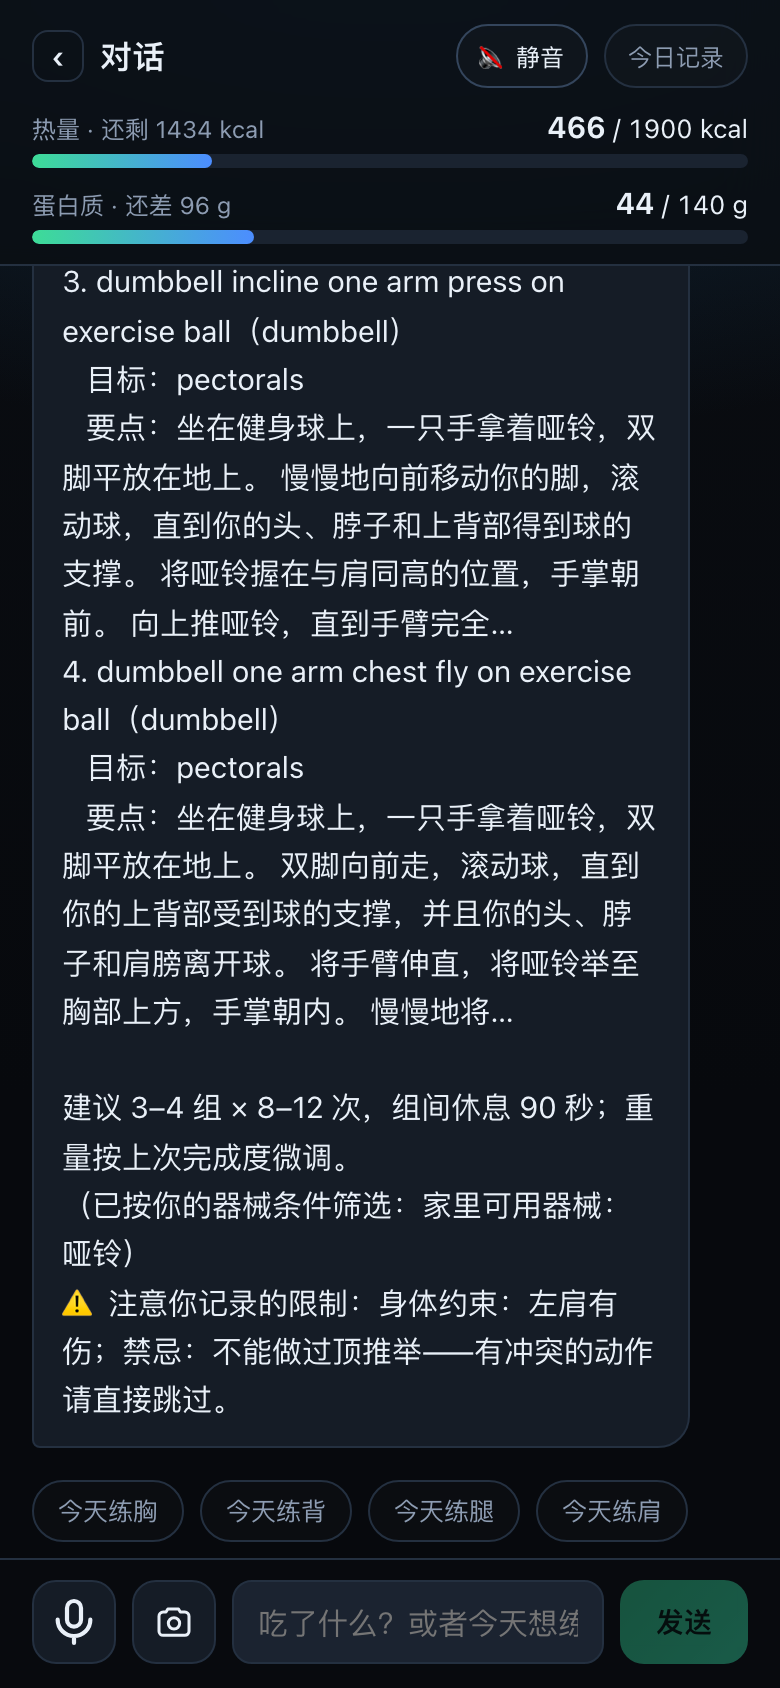 ‹ 对话 静音 今日记录
热量 · 还剩 1434 kcal 466 / 1900 kcal
蛋白质 · 还差 96 g 44 / 140 g
3. dumbbell incline one arm press on
exercise ball（dumbbell）
目标：pectorals
要点：坐在健身球上，一只手拿着哑铃，双
脚平放在地上。 慢慢地向前移动你的脚，滚
动球，直到你的头、脖子和上背部得到球的
支撑。 将哑铃握在与肩同高的位置，手掌朝
前。 向上推哑铃，直到手臂完全…
4. dumbbell one arm chest fly on exercise
ball（dumbbell）
目标：pectorals
要点：坐在健身球上，一只手拿着哑铃，双
脚平放在地上。 双脚向前走，滚动球，直到
你的上背部受到球的支撑，并且你的头、脖
子和肩膀离开球。 将手臂伸直，将哑铃举至
胸部上方，手掌朝内。 慢慢地将…
建议 3–4 组 × 8–12 次，组间休息 90 秒；重
量按上次完成度微调。
（已按你的器械条件筛选：家里可用器械：
哑铃）
⚠️ 注意你记录的限制：身体约束：左肩有
伤；禁忌：不能做过顶推举——有冲突的动作
请直接跳过。
今天练胸 今天练背 今天练腿 今天练肩
吃了什么？或者今天想练 发送